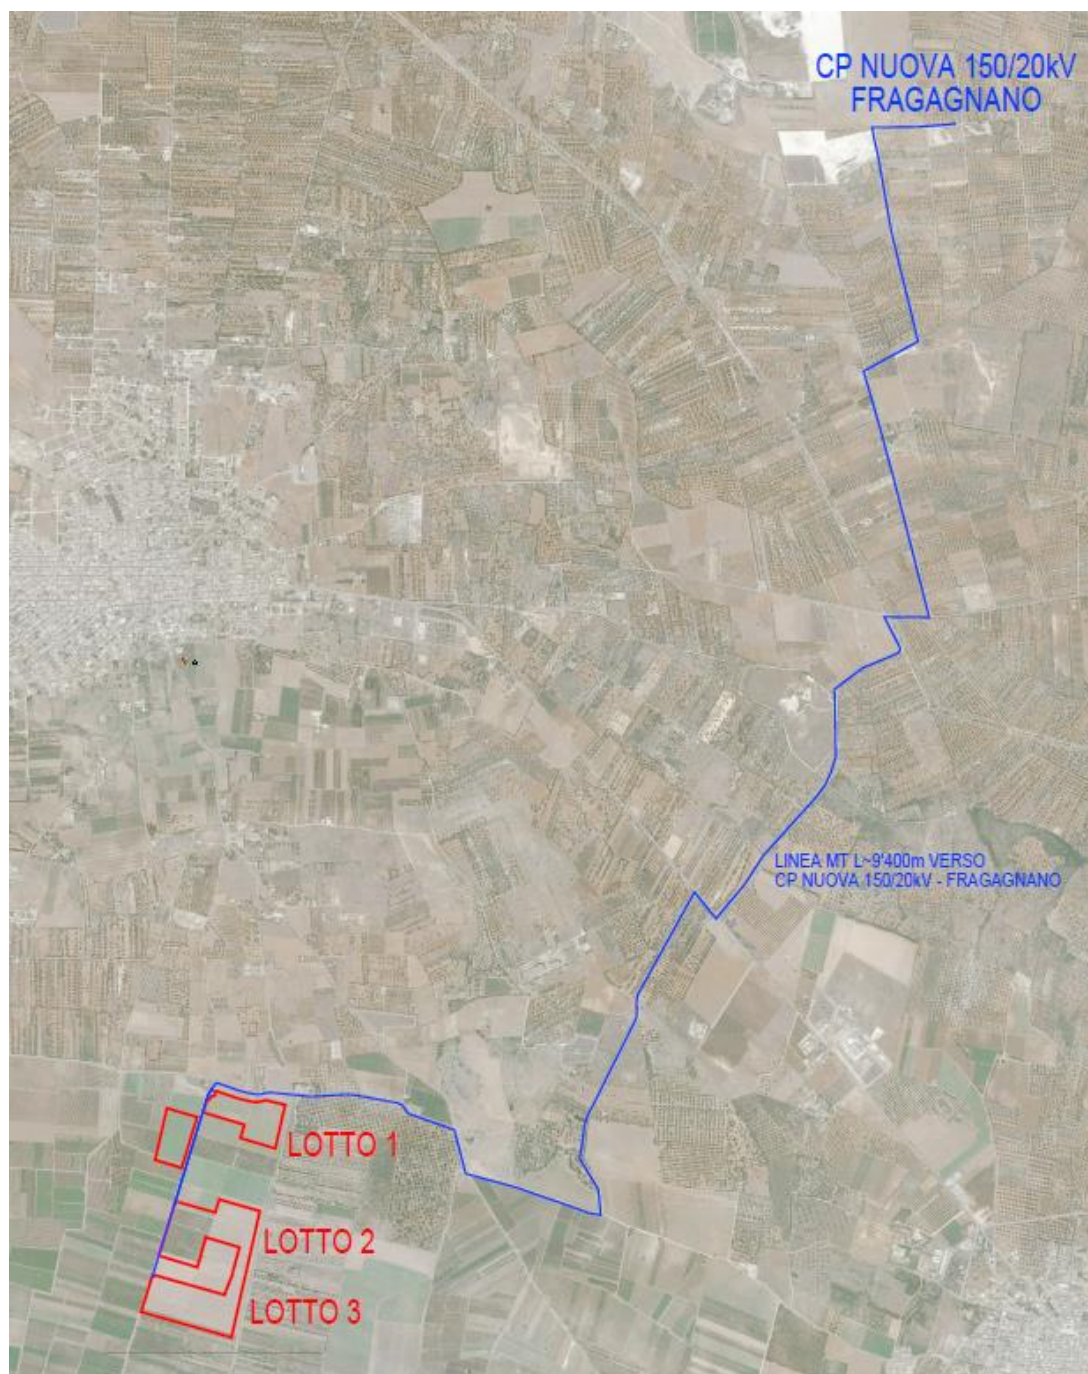 CP NUOVA 150/20kV
FRAGAGNANO
LINEA MT L~9'400m VERSO
CP NUOVA 150/20kV - FRAGAGNANO
LOTTO 1
LOTTO 2
LOTTO 3